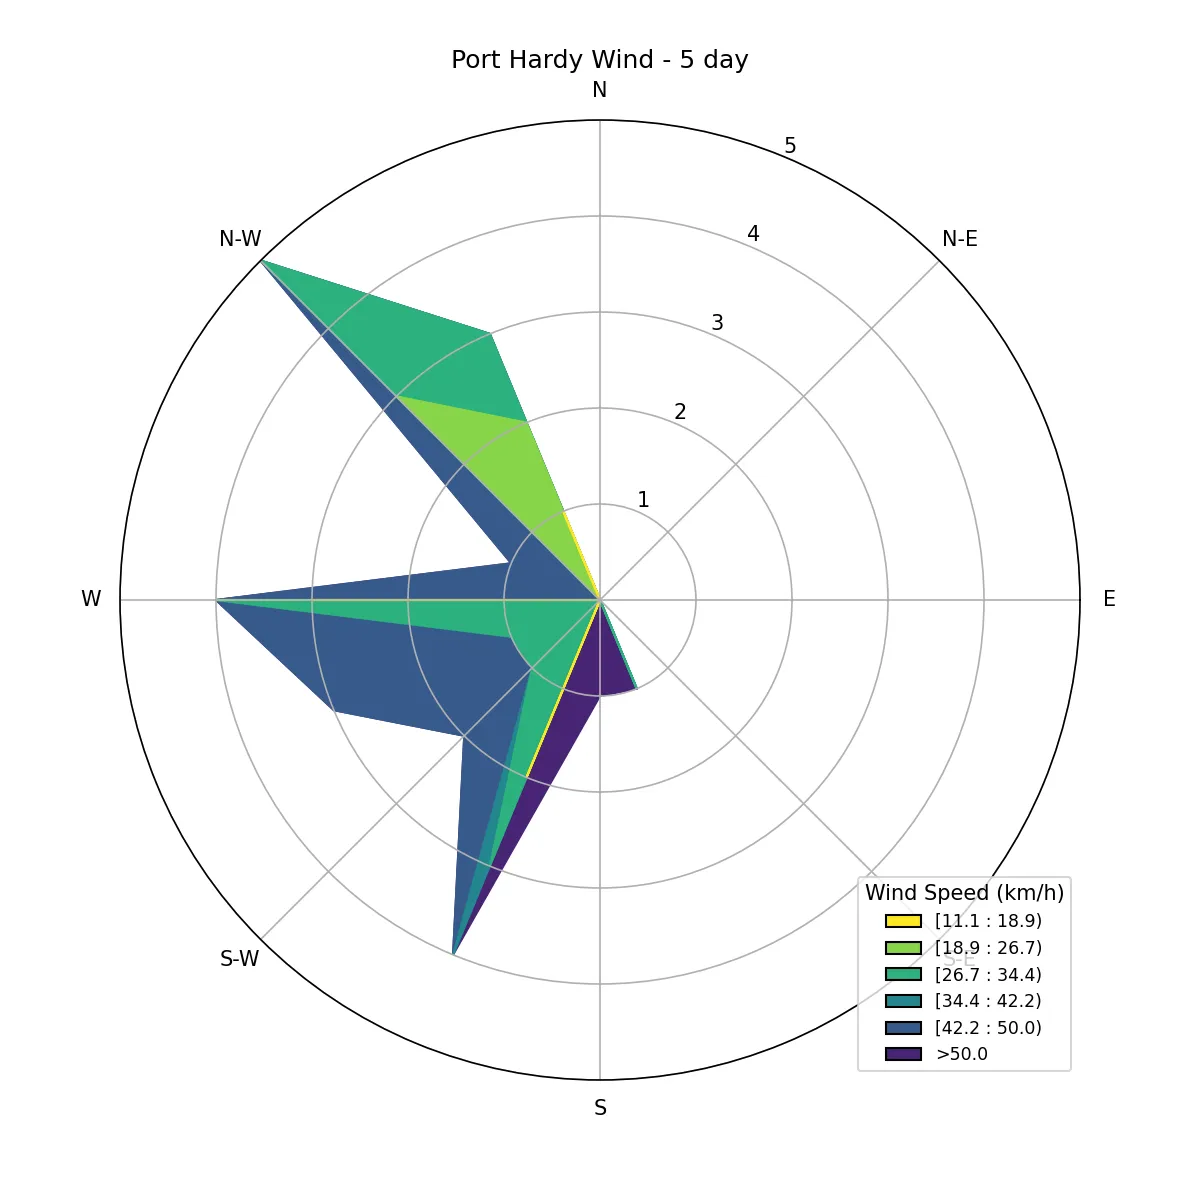 Port Hardy Wind - 5 day
N
5
N-W
N-E
4
3
2
1
W
E
Wind Speed (km/h)
[11.1 : 18.9)
[18.9 : 26.7)
S-W
S-E
[26.7 : 34.4)
[34.4 : 42.2)
[42.2 : 50.0)
>50.0
S